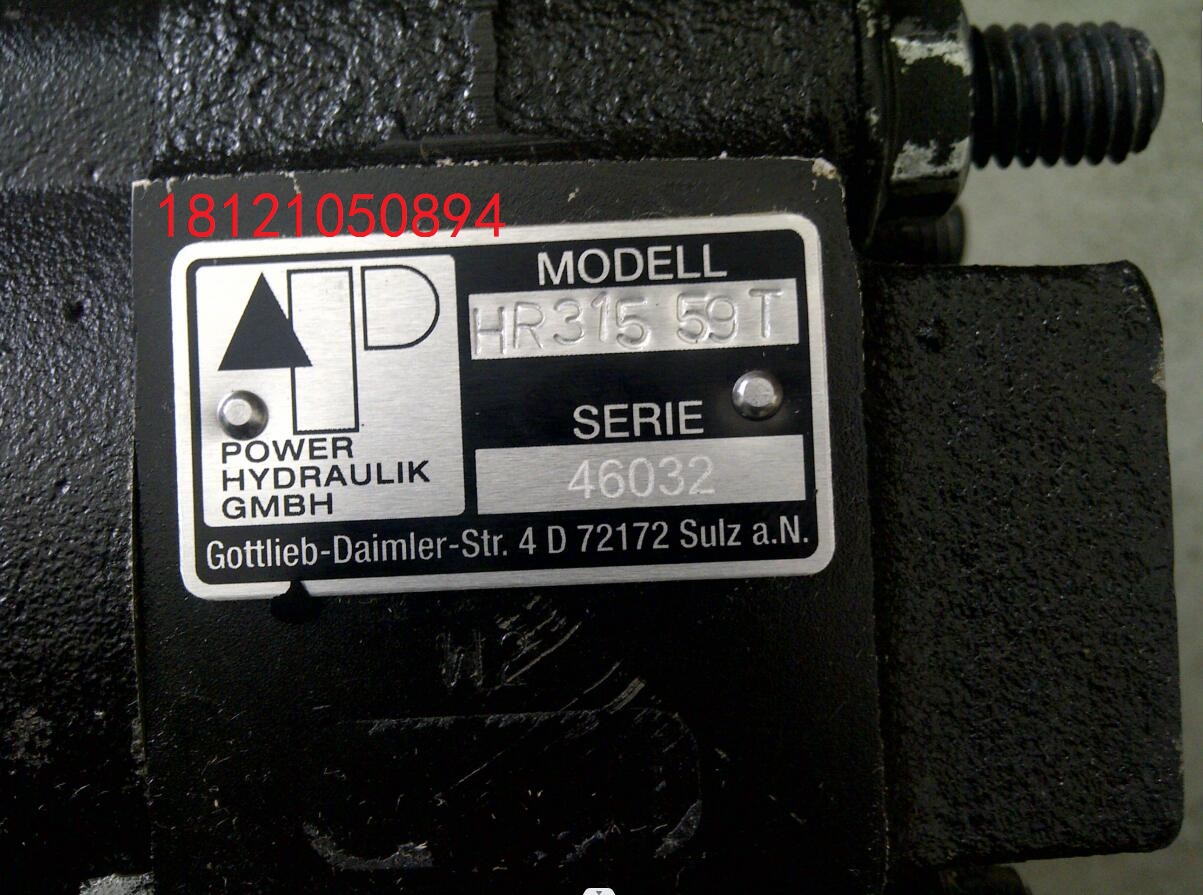 18121050894
MODELL
HR315 59T
SERIE
46032
POWER
HYDRAULIK
GMBH
Gottlieb-Daimler-Str. 4 D 72172 Sulz a.N.